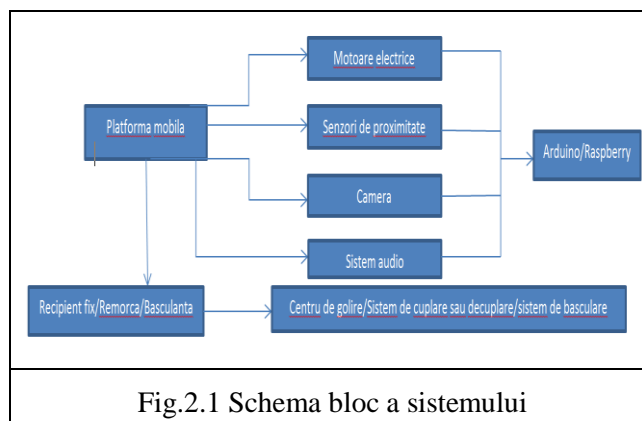 Motoare electrice
Platforma mobila
Senzori de proximitate
Arduino/Raspberry
Camera
Sistem audio
Recipient fix/Remorca/Basculanta
Centru de golire/Sistem de cuplare sau decuplare/sistem de basculare
Fig.2.1 Schema bloc a sistemului